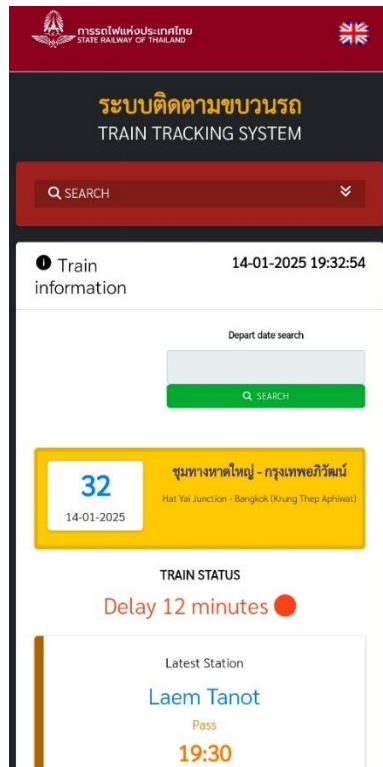 การรถไฟแห่งประเทศไทย
STATE RAILWAY OF THAILAND
ระบบติดตามขบวนรถ
TRAIN TRACKING SYSTEM
SEARCH
Train
information
14-01-2025 19:32:54
Depart date search
SEARCH
32
14-01-2025
ชุมทางหาดใหญ่ - กรุงเทพอภิวัฒน์
Hat Yai Junction - Bangkok (Krung Thep Aphiwat)
TRAIN STATUS
Delay 12 minutes
Latest Station
Laem Tanot
Pass
19:30